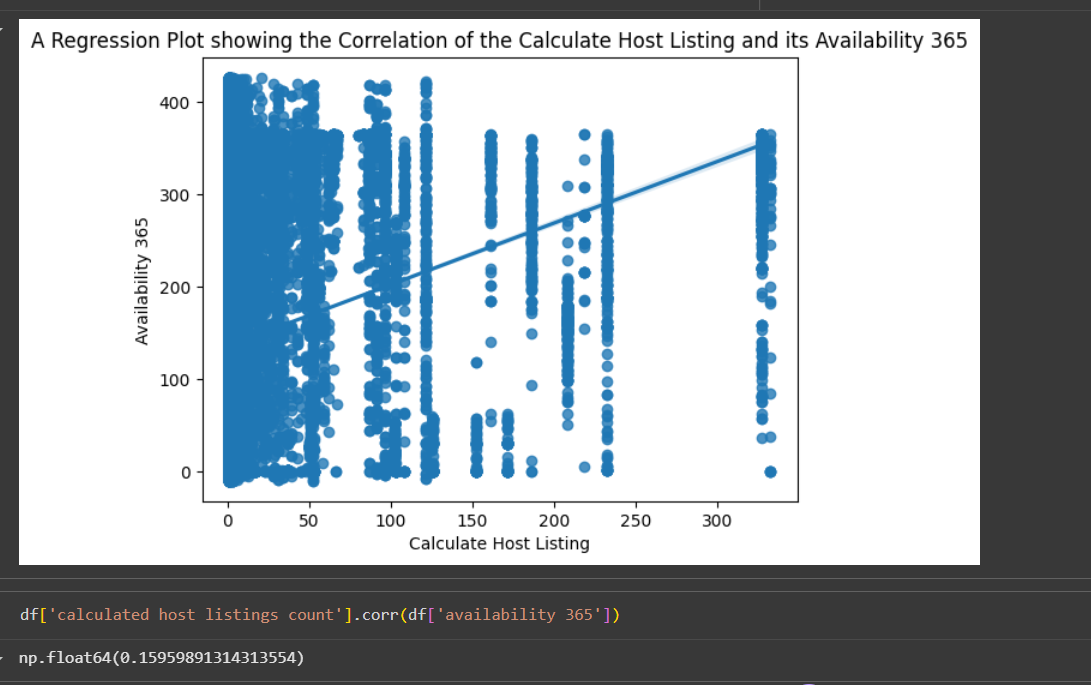 A Regression Plot showing the Correlation of the Calculate Host Listing and its Availability 365
400
300
200
100
0
Availability 365
0 50 100 150 200 250 300
Calculate Host Listing
df['calculated host listings count'].corr(df['availability 365'])
np.float64(0.15959891314313554)